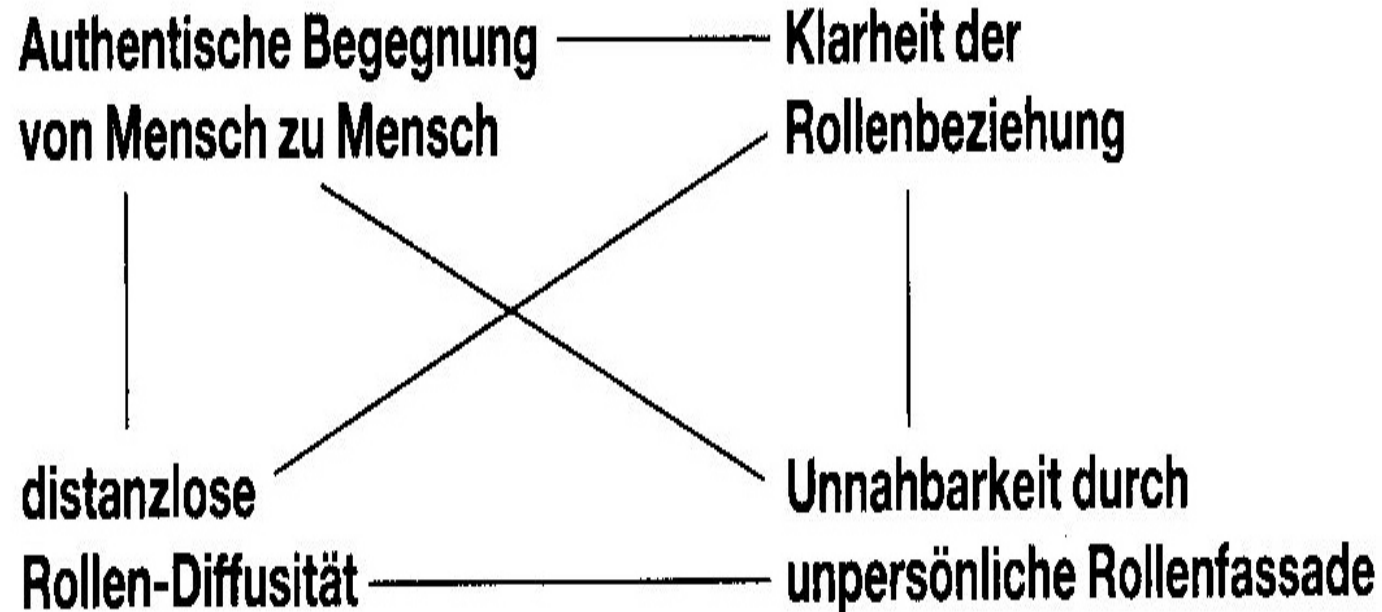 Authentische Begegnung
von Mensch zu Mensch
Klarheit der
Rollenbeziehung
distanzlose
Rollen-Diffusität
Unnahbarkeit durch
unpersönliche Rollenfassade